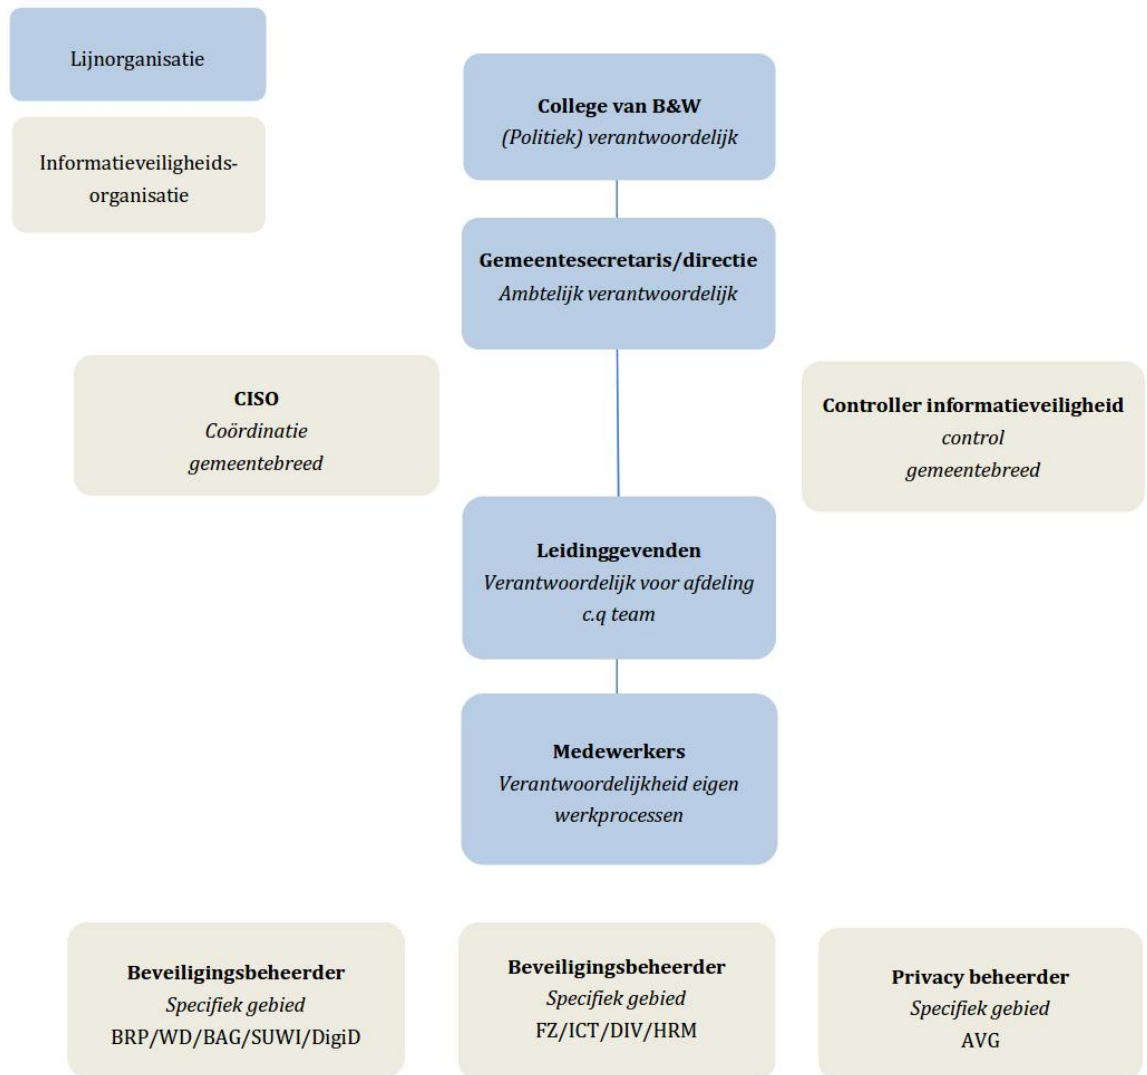 Lijnorganisatie
Informatieveiligheids-
organisatie
College van B&W
(Politiek) verantwoordelijk
Gemeentesecretaris/directie
Ambtelijk verantwoordelijk
CISO
Coördinatie
gemeentebreed
Controller informatieveiligheid
control
gemeentebreed
Leidinggevenden
Verantwoordelijk voor afdeling
c.q team
Medewerkers
Verantwoordelijkheid eigen
werkprocessen
Beveiligingsbeheerder
Specifiek gebied
BRP/WD/BAG/SUWI/DigiD
Beveiligingsbeheerder
Specifiek gebied
FZ/ICT/DIV/HRM
Privacy beheerder
Specifiek gebied
AVG